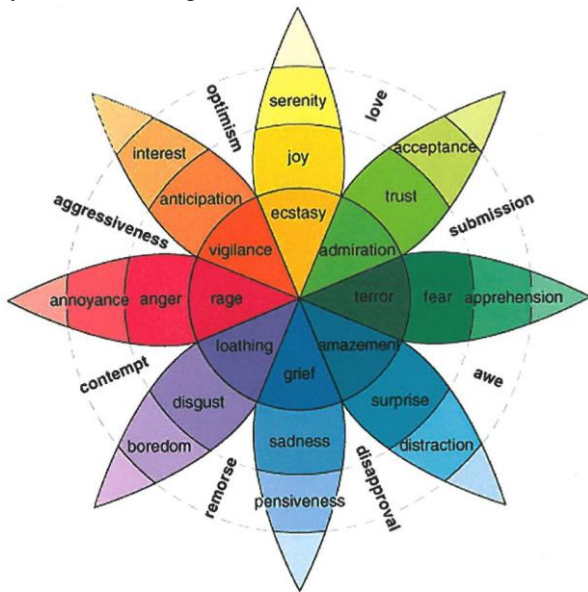 serenity
optimism
love
interest
joy
acceptance
anticipation
trust
ecstasy
aggressiveness
submission
vigilance
admiration
annoyance
anger
rage
terror
fear
apprehension
loathing
amazement
contempt
grief
awe
disgust
surprise
boredom
sadness
distraction
remorse
disapproval
pensiveness